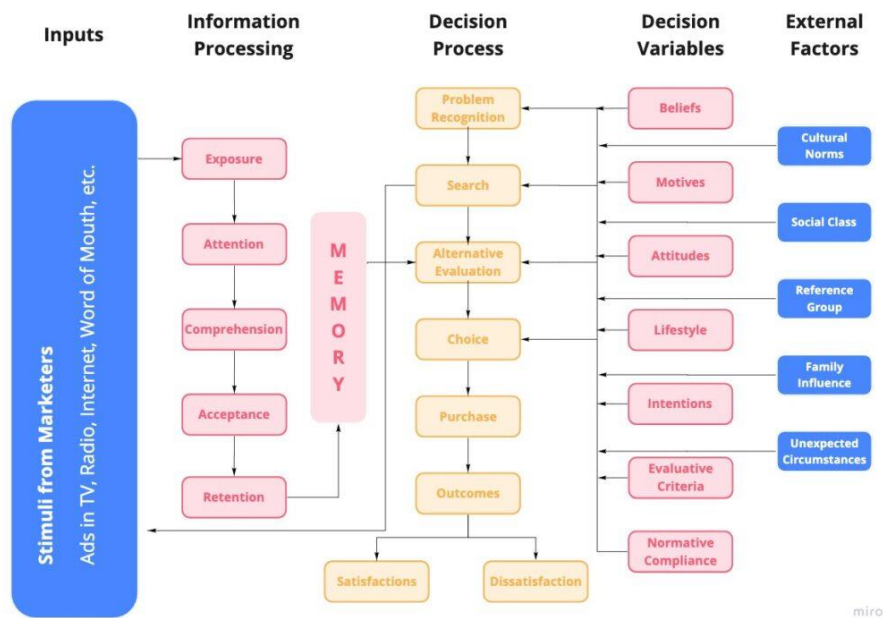 Inputs
Information
Processing
Decision
Process
Decision
Variables
External
Factors
Stimuli from Marketers
Ads in TV, Radio, Internet, Word of Mouth, etc.
Exposure
Attention
Comprehension
Acceptance
Retention
MEMORY
Problem
Recognition
Search
Alternative
Evaluation
Choice
Purchase
Outcomes
Satisfactions
Dissatisfaction
Beliefs
Motives
Attitudes
Lifestyle
Intentions
Evaluative
Criteria
Normative
Compliance
Cultural
Norms
Social Class
Reference
Group
Family
Influence
Unexpected
Circumstances
miro